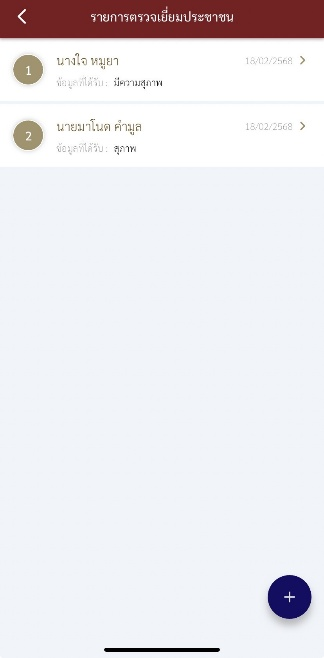 รายการตรวจเยี่ยมประชาชน
1
นางใจ หมูยา
18/02/2568
ข้อมูลที่ได้รับ : มีความสุภาพ
2
นายมาโนด คำมูล
18/02/2568
ข้อมูลที่ได้รับ : สุภาพ
+